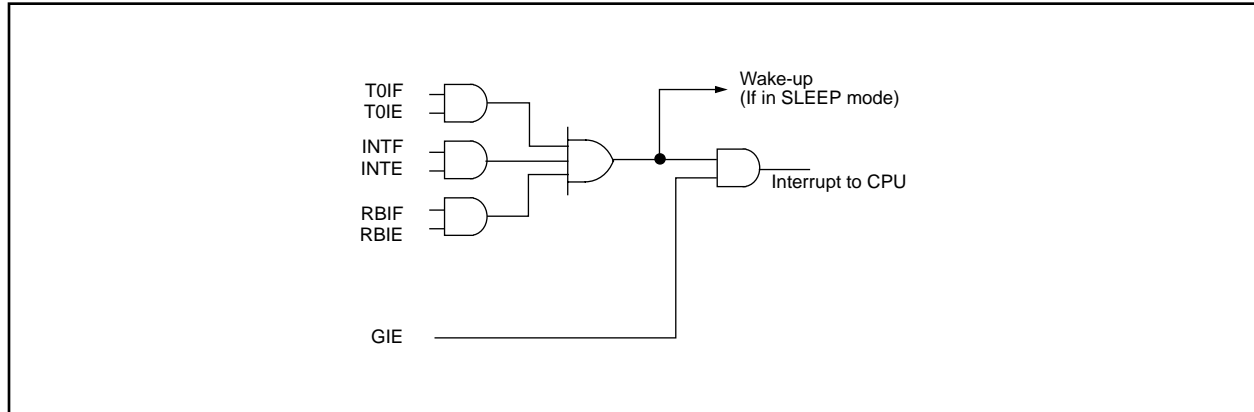 T0IF
T0IE
INTF
INTE
RBIF
RBIE
GIE
Wake-up
(If in SLEEP mode)
Interrupt to CPU